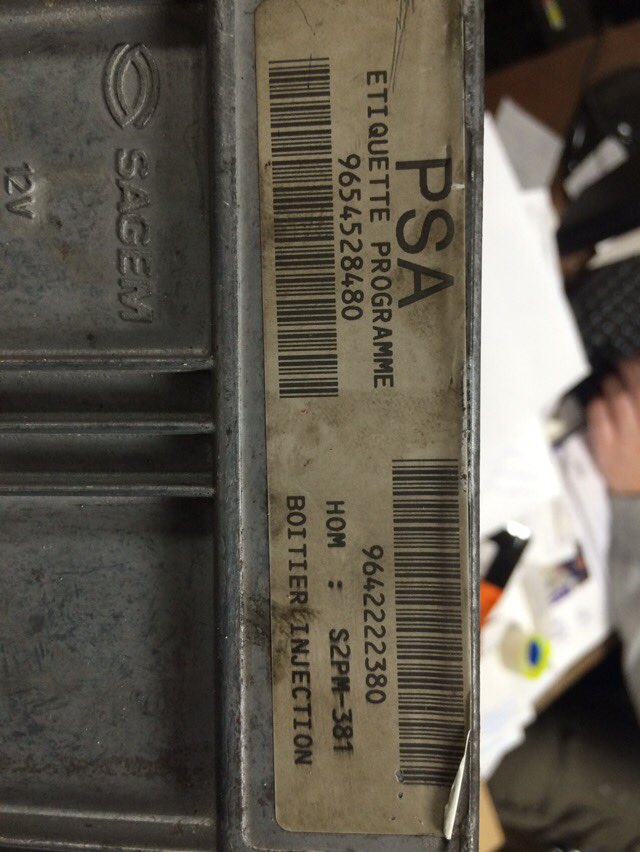 SAGEM
12V
PSA
ETIQUETTE PROGRAMME
9654528480
9642222380
HOM : S2PM-381
BOITIER INJECTION